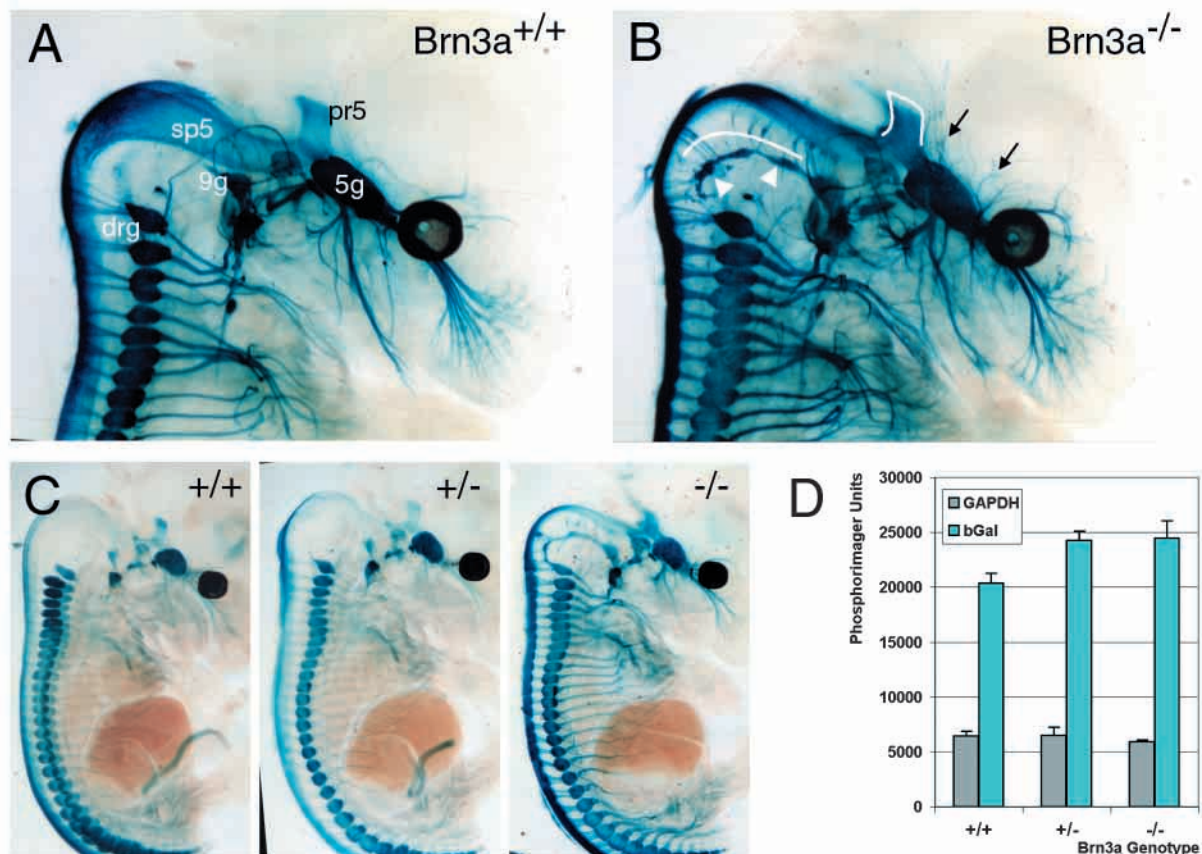 A
Brn3a+/+
pr5
sp5
9g
5g
drg
B
Brn3a-/-
C
+/+
+/-
-/-
D
30000
25000
20000
15000
10000
5000
0
Phosphorimager Units
GAPDH
bGal
+/+
+/-
-/-
Brn3a Genotype